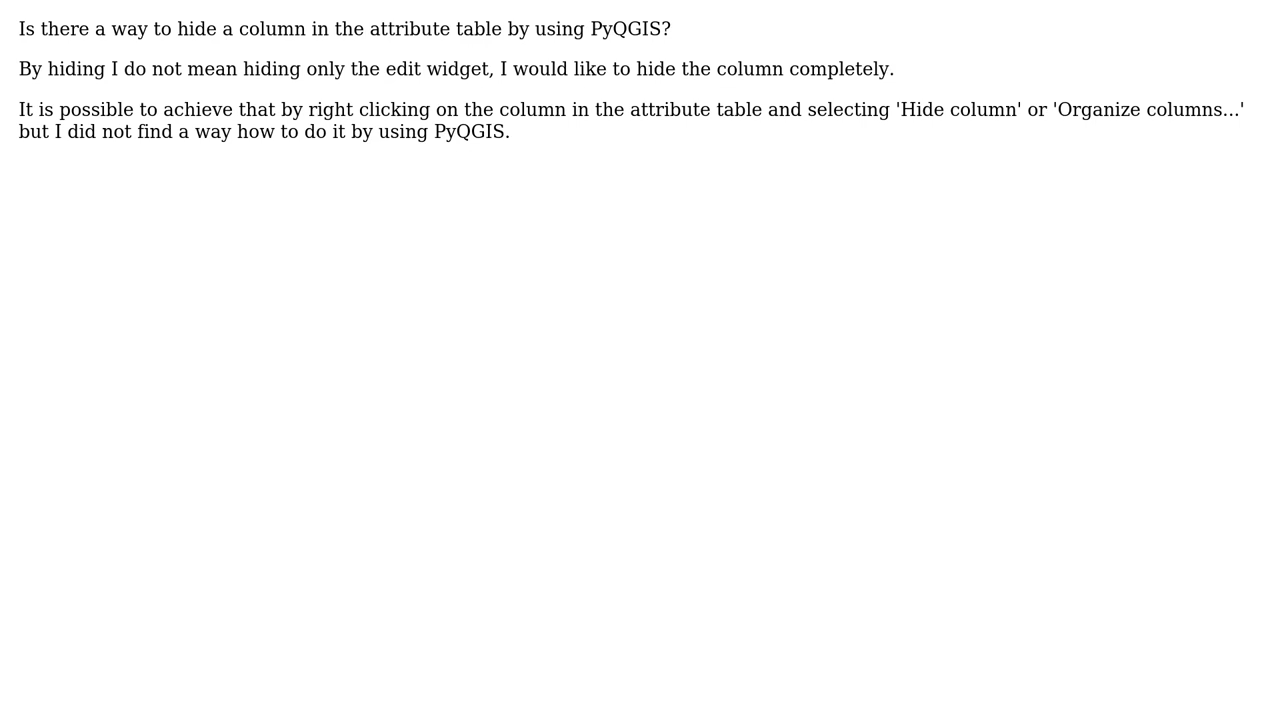 Is there a way to hide a column in the attribute table by using PyQGIS?
By hiding I do not mean hiding only the edit widget, I would like to hide the column completely.
It is possible to achieve that by right clicking on the column in the attribute table and selecting 'Hide column' or 'Organize columns...'
but I did not find a way how to do it by using PyQGIS.